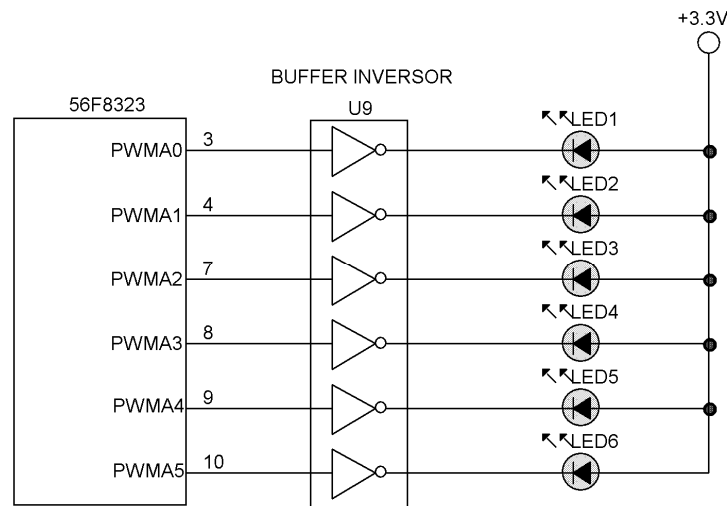 +3.3V
BUFFER INVERSOR
56F8323
U9
PWMA0 3 LED1
PWMA1 4 LED2
PWMA2 7 LED3
PWMA3 8 LED4
PWMA4 9 LED5
PWMA5 10 LED6